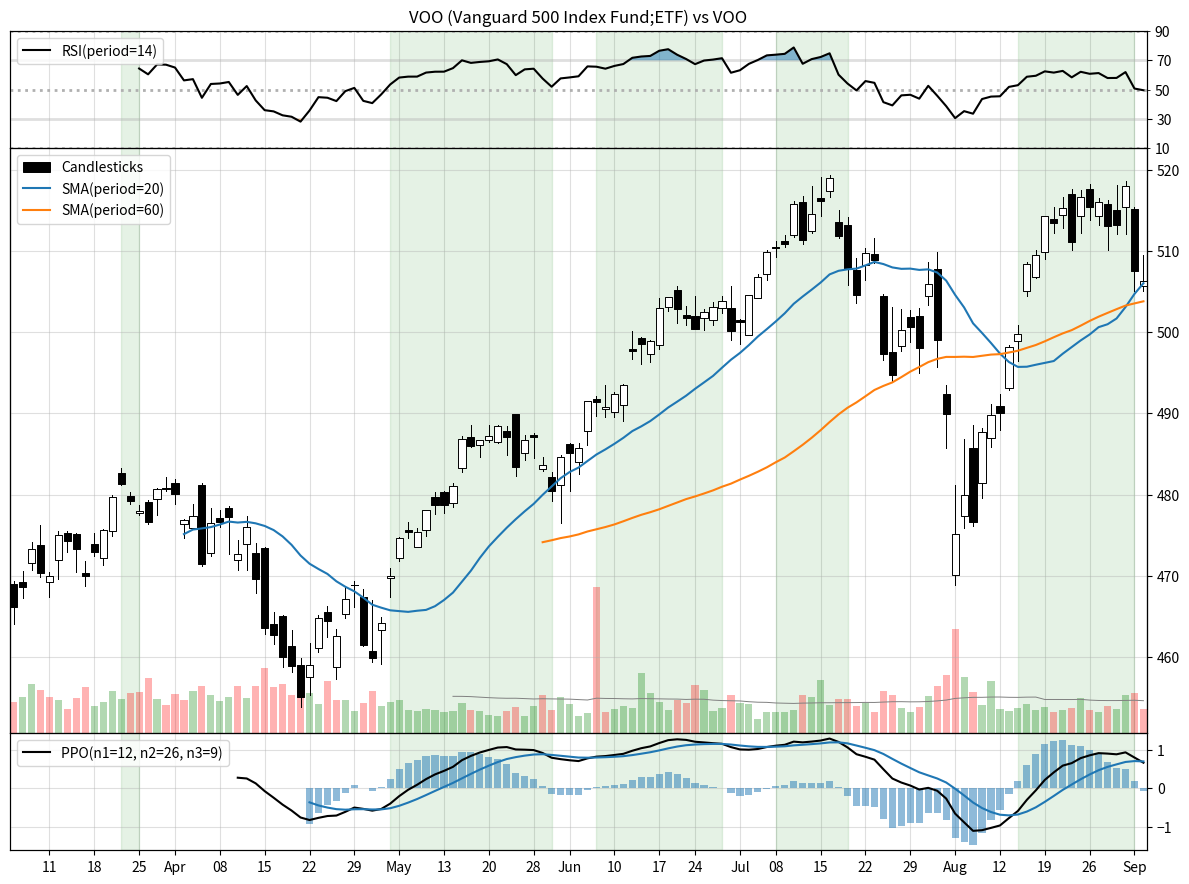 VOO (Vanguard 500 Index Fund;ETF) vs VOO
RSI(period=14)
90
70
50
30
10
Candlesticks
SMA(period=20)
SMA(period=60)
520
510
500
490
480
470
460
PPO(n1=12, n2=26, n3=9)
1
0
−1
11 18 25 Apr 08 15 22 29 May 13 20 28 Jun 10 17 24 Jul 08 15 22 29 Aug 12 19 26 Sep